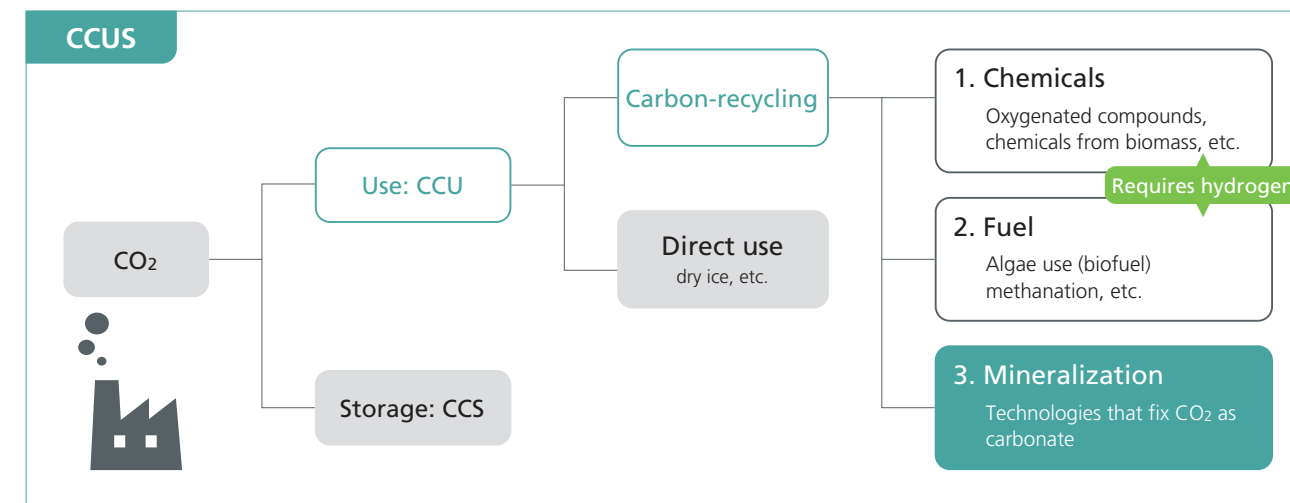 CCUS
CO₂
Use: CCU
Storage: CCS
Carbon-recycling
Direct use
dry ice, etc.
1. Chemicals
Oxygenated compounds,
chemicals from biomass, etc.
Requires hydrogen
2. Fuel
Algae use (biofuel)
methanation, etc.
3. Mineralization
Technologies that fix CO₂ as
carbonate